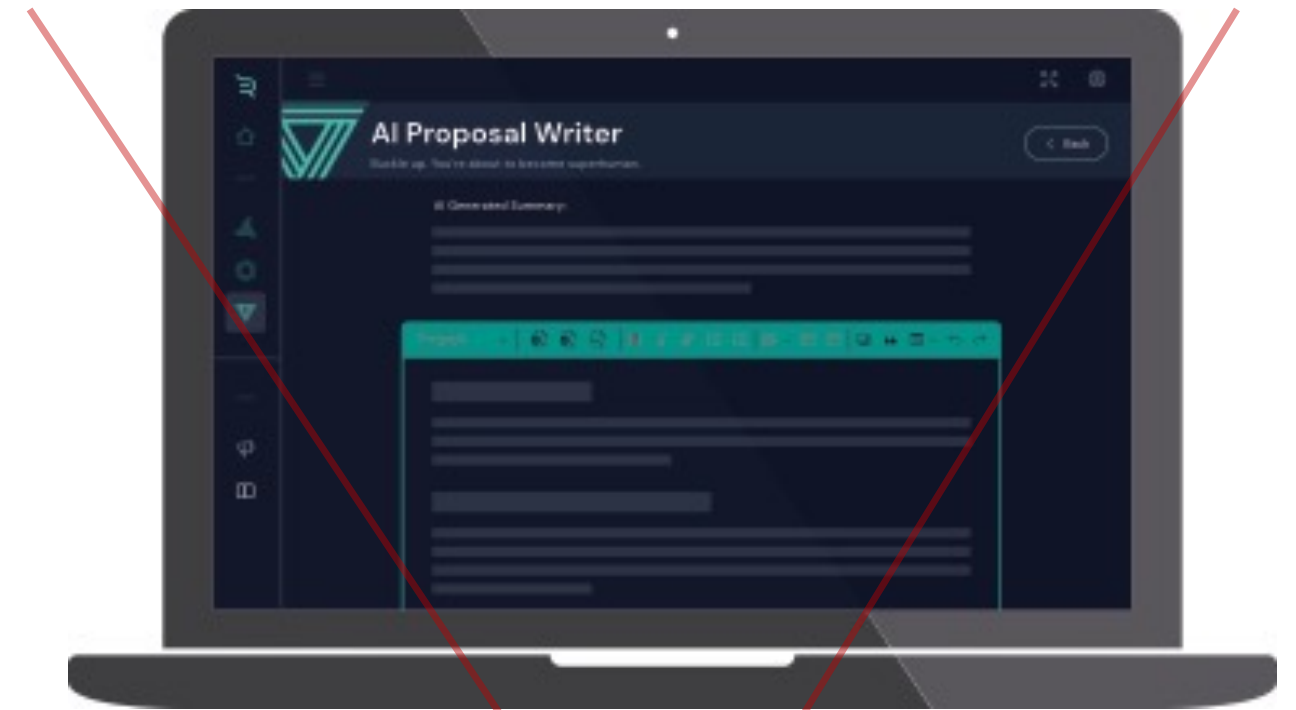 AI Proposal Writer
Buckle up. You're about to become superhuman.
< Back
AI Generated Summary: